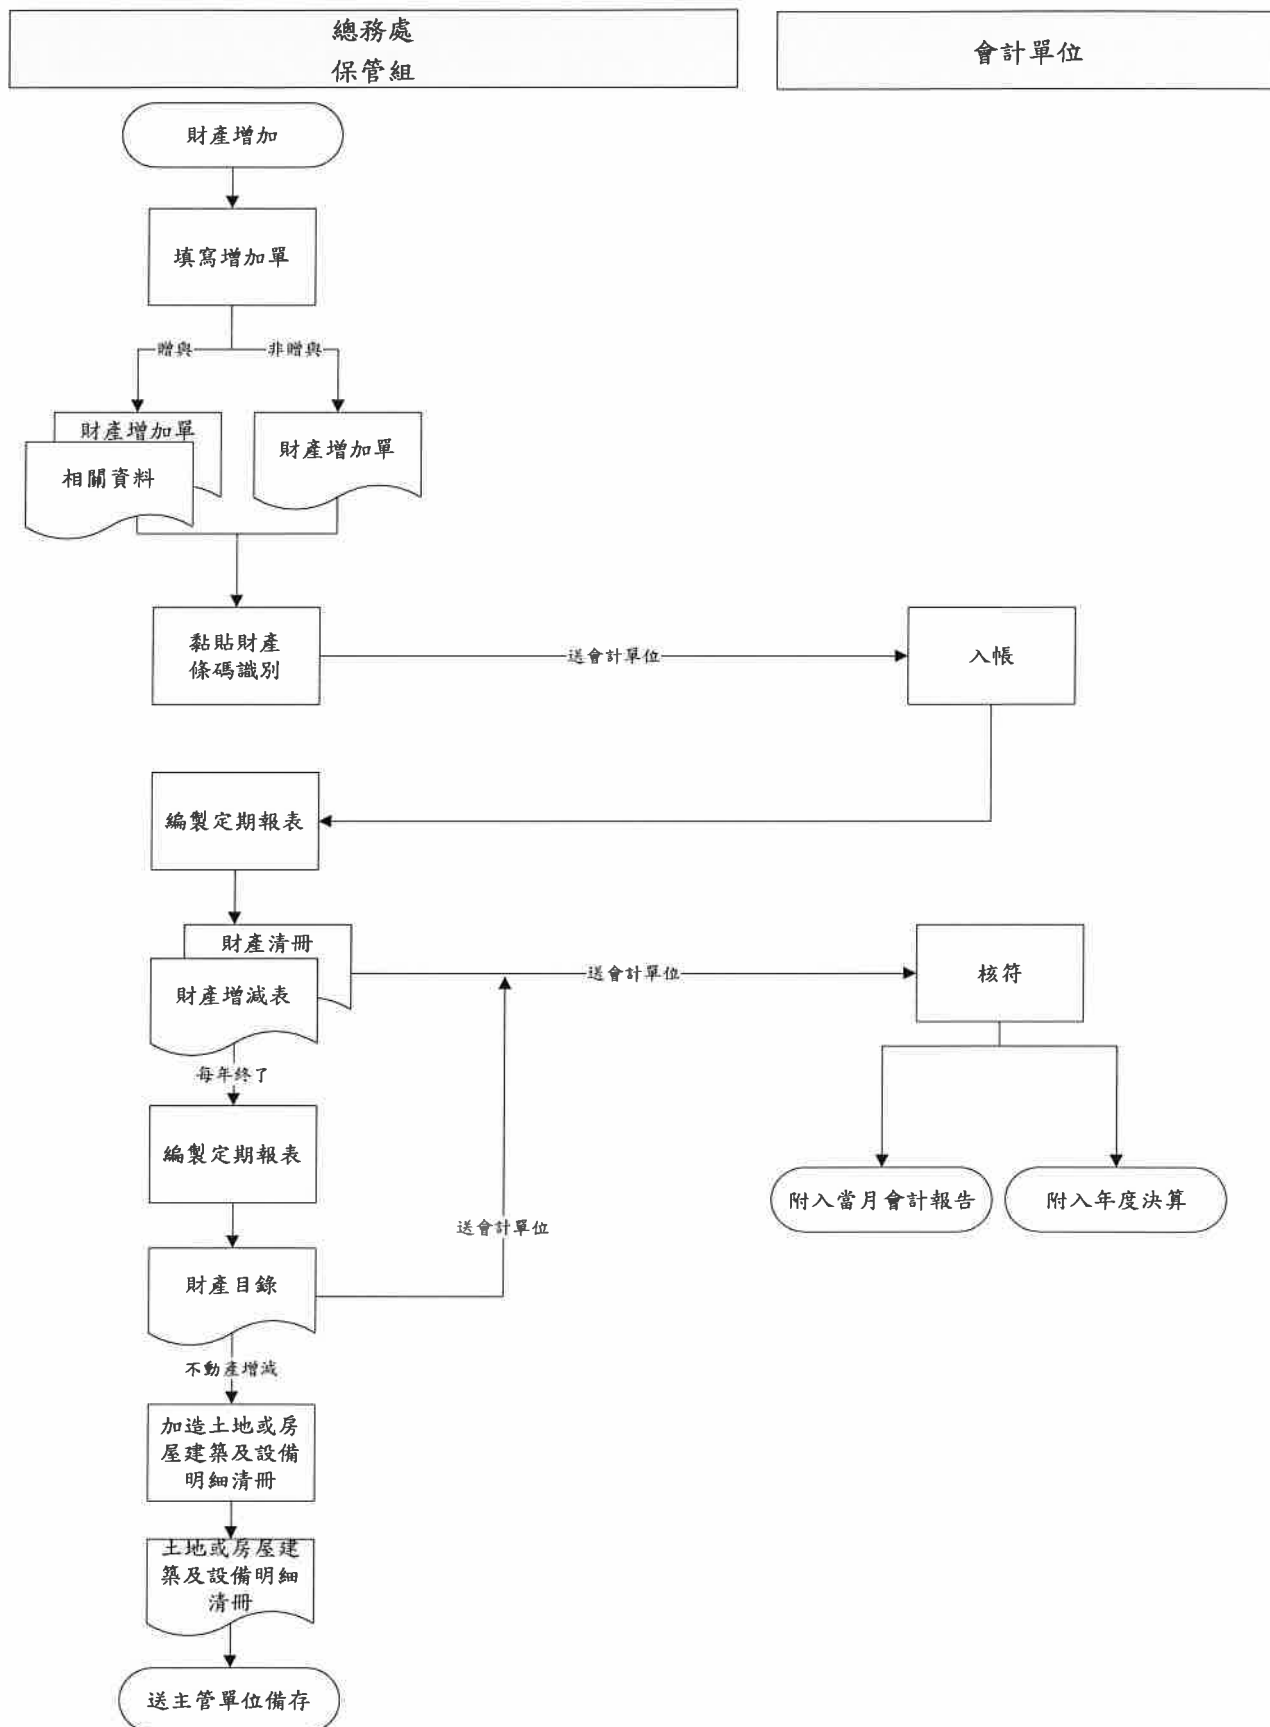 總務處
保管組
會計單位
財產增加
填寫增加單
贈與
非贈與
財產增加單
相關資料
財產增加單
黏貼財產
條碼識別
送會計單位
入帳
編製定期報表
財產清冊
財產增減表
送會計單位
核符
每年終了
編製定期報表
附入當月會計報告
附入年度決算
送會計單位
財產目錄
不動產增減
加造土地或房
屋建築及設備
明細清冊
土地或房屋建
築及設備明細
清冊
送主管單位備存